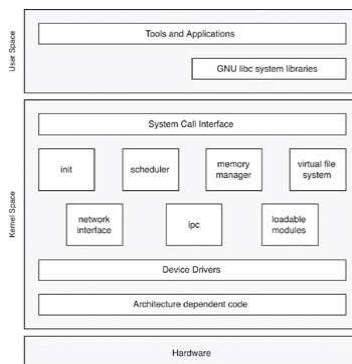 User Space
Tools and Applications
GNU libc system libraries
Kernel Space
System Call Interface
init
scheduler
memory
manager
virtual file
system
network
interface
ipc
loadable
modules
Device Drivers
Architecture dependent code
Hardware